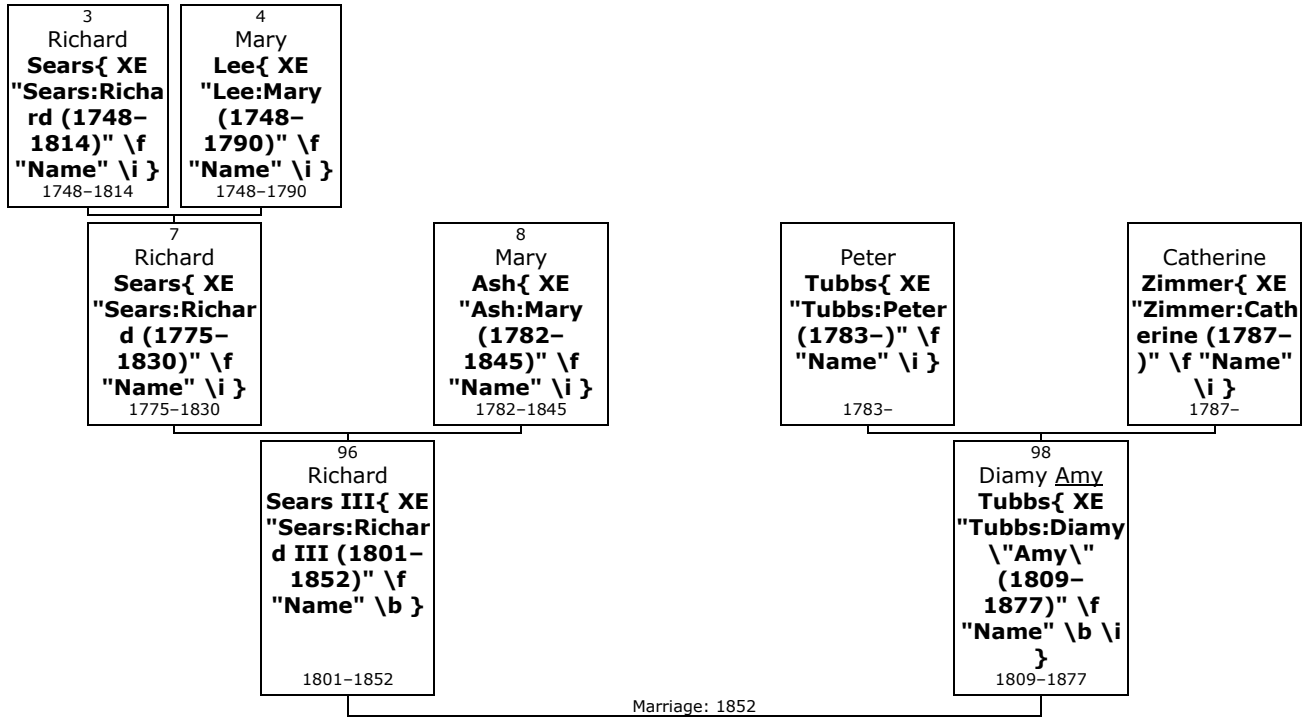 3
Richard
Sears{ XE
"Sears:Richa
rd (1748–
1814)" \f
"Name" \i }
1748–1814
4
Mary
Lee{ XE
"Lee:Mary
(1748–
1790)" \f
"Name" \i }
1748–1790
7
Richard
Sears{ XE
"Sears:Richar
d (1775–
1830)" \f
"Name" \i }
1775–1830
8
Mary
Ash{ XE
"Ash:Mary
(1782–
1845)" \f
"Name" \i }
1782–1845
Peter
Tubbs{ XE
"Tubbs:Peter
(1783–)" \f
"Name" \i }
1783–
Catherine
Zimmer{ XE
"Zimmer:Cath
erine (1787–
)" \f "Name"
\i }
1787–
96
Richard
Sears III{ XE
"Sears:Richar
d III (1801–
1852)" \f
"Name" \b }
1801–1852
98
Diamy Amy
Tubbs{ XE
"Tubbs:Diamy
\"Amy\"
(1809–
1877)" \f
"Name" \b \i
}
1809–1877
Marriage: 1852